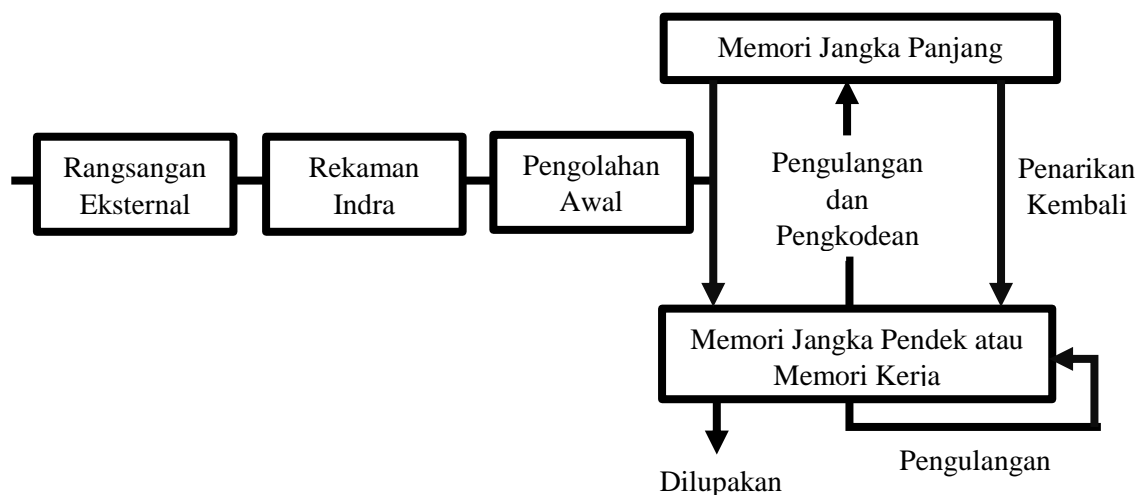 Memori Jangka Panjang
Rangsangan
Eksternal
Rekaman
Indra
Pengolahan
Awal
Pengulangan
dan
Pengkodean
Penarikan
Kembali
Memori Jangka Pendek atau
Memori Kerja
Dilupakan
Pengulangan